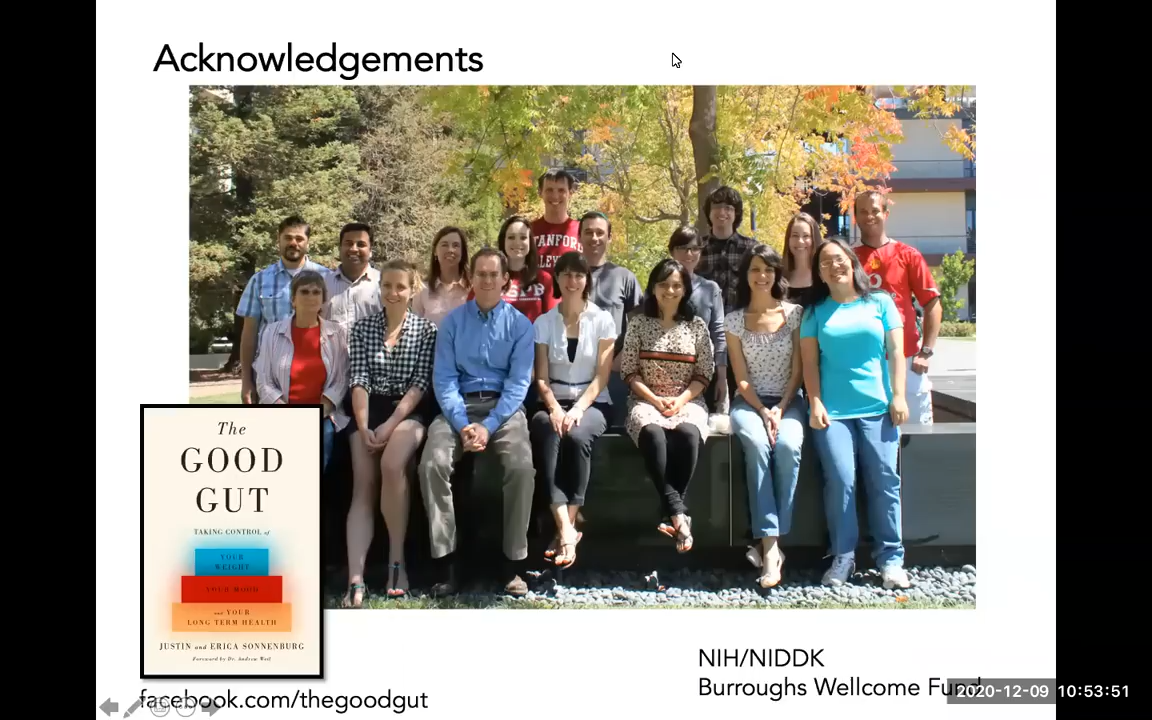 Acknowledgements
STANFORD
SPB
The
GOOD
GUT
TAKING CONTROL of
YOUR
WEIGHT
YOUR MOOD
and YOUR
LONG TERM HEALTH
JUSTIN and ERICA SONNENBURG
Foreword by Dr. Andrew Weil
NIH/NIDDK
Burroughs Wellcome Fund
facebook.com/thegoodgut
2020-12-09 10:53:51